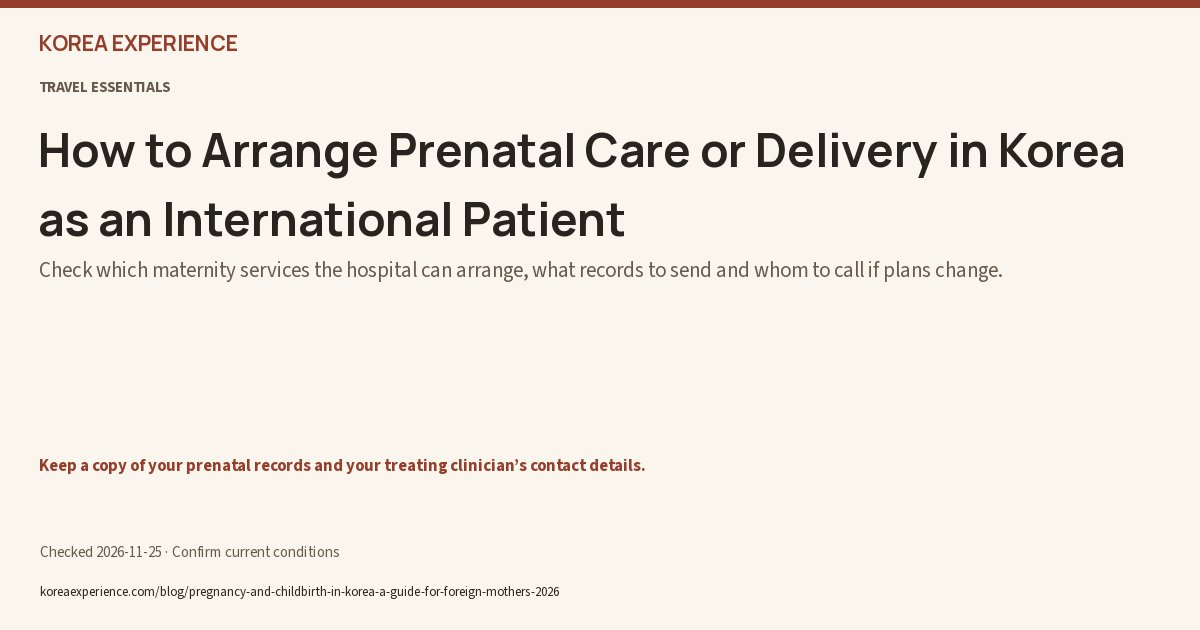 KOREA EXPERIENCE
TRAVEL ESSENTIALS
How to Arrange Prenatal Care or Delivery in Korea
as an International Patient
Check which maternity services the hospital can arrange, what records to send and whom to call if plans change.
Keep a copy of your prenatal records and your treating clinician’s contact details.
Checked 2026-11-25 · Confirm current conditions
koreaexperience.com/blog/pregnancy-and-childbirth-in-korea-a-guide-for-foreign-mothers-2026